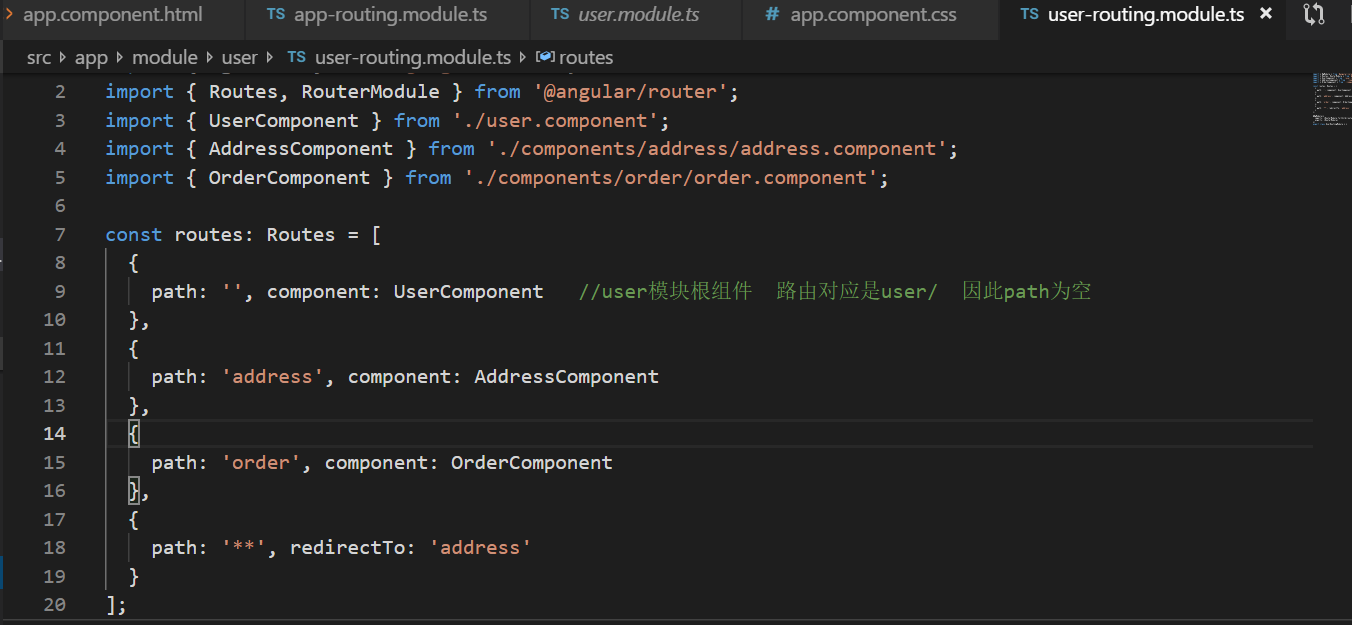 app.component.html TS app-routing.module.ts TS user.module.ts # app.component.css TS user-routing.module.ts ×
src > app > module > user > TS user-routing.module.ts > routes
2 import { Routes, RouterModule } from '@angular/router';
3 import { UserComponent } from './user.component';
4 import { AddressComponent } from './components/address/address.component';
5 import { OrderComponent } from './components/order/order.component';
6
7 const routes: Routes = [
8 {
9 path: '', component: UserComponent //user模块根组件 路由对应是user/ 因此path为空
10 },
11 {
12 path: 'address', component: AddressComponent
13 },
14 {
15 path: 'order', component: OrderComponent
16 },
17 {
18 path: '**', redirectTo: 'address'
19 }
20 ];